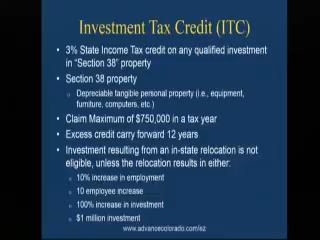 Investment Tax Credit (ITC)
• 3% State Income Tax credit on any qualified investment
in "Section 38" property
• Section 38 property
o Depreciable tangible personal property (i.e., equipment,
furniture, computers, etc.)
• Claim Maximum of $750,000 in a tax year
• Excess credit carry forward 12 years
• Investment resulting from an in-state relocation is not
eligible, unless the relocation results in either:
o 10% increase in employment
o 10 employee increase
o 100% increase in investment
o $1 million investment
www.advancecolorado.com/ez